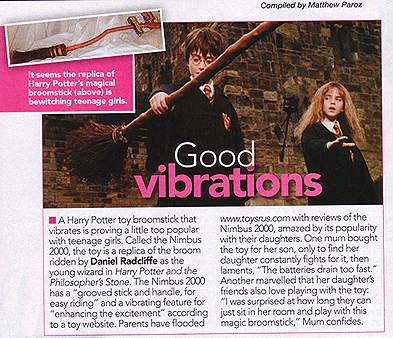 Compiled by Matthew Paroz
It seems the replica of
Harry Potter's magical
broomstick (above) is
bewitching teenage girls.
Good
vibrations
A Harry Potter toy broomstick that
vibrates is proving a little too popular
with teenage girls. Called the Nimbus
2000, the toy is a replica of the broom
ridden by Daniel Radcliffe as the
young wizard in Harry Potter and the
Philosopher's Stone. The Nimbus 2000
has a "grooved stick and handle, for
easy riding" and a vibrating feature for
"enhancing the excitement" according
to a toy website. Parents have flooded
www.toysrus.com with reviews of the
Nimbus 2000, amazed by its popularity
with their daughters. One mum bought
the toy for her son, only to find her
daughter constantly fights for it, then
laments, "The batteries drain too fast."
Another marvelled that her daughter's
friends also love playing with the toy:
"I was surprised at how long they can
just sit in her room and play with this
magic broomstick," Mum confides.